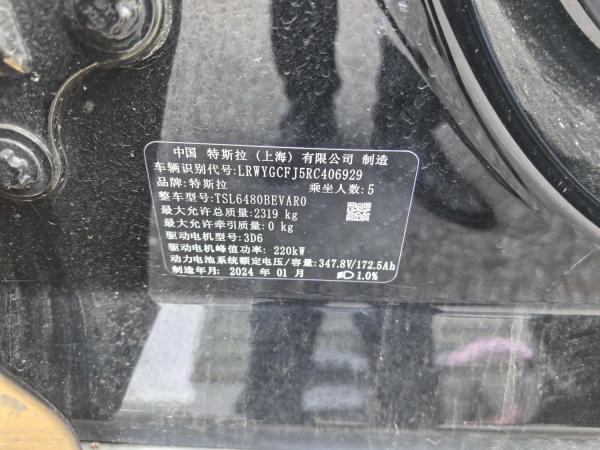 中国 特斯拉（上海）有限公司 制造
车辆识别代号:LRWYGCFJ5RC406929
品牌:特斯拉 乘坐人数:5
整车型号:TSL6480BEVAR0
最大允许总质量:2319 kg
最大允许牵引质量:0 kg
驱动电机型号:3D6
驱动电机峰值功率: 220kW
动力电池系统额定电压/容量:347.8V/172.5Ah
制造年月: 2024 年 01 月 1.0%